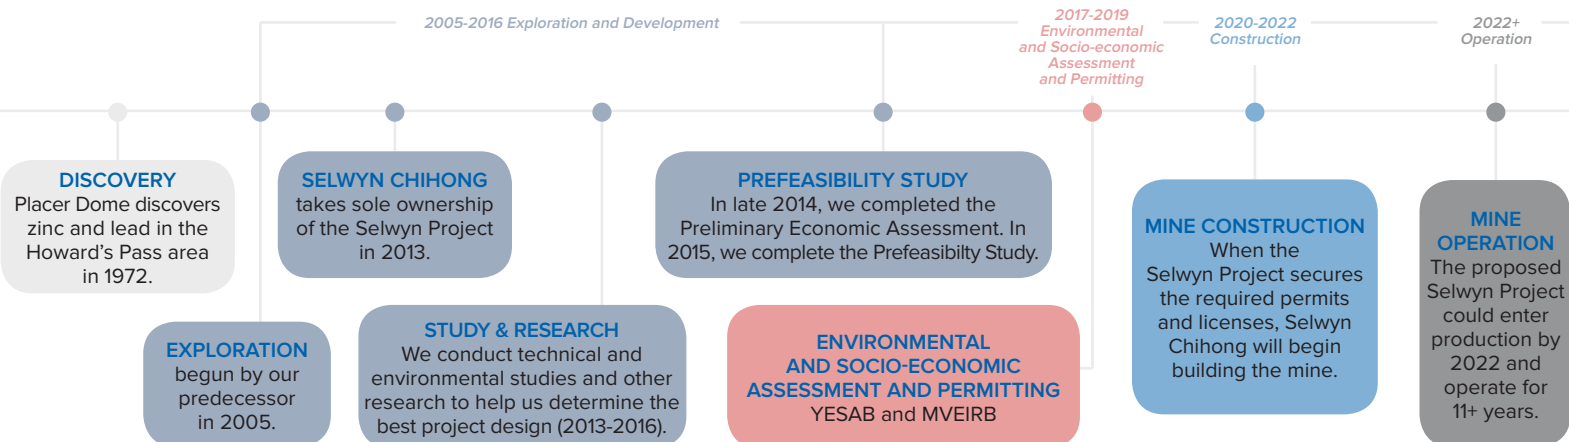 2005-2016 Exploration and Development
2017-2019
Environmental
and Socio-economic
Assessment
and Permitting
2020-2022
Construction
2022+
Operation
DISCOVERY
Placer Dome discovers
zinc and lead in the
Howard's Pass area
in 1972.
EXPLORATION
begun by our
predecessor
in 2005.
SELWYN CHIHONG
takes sole ownership
of the Selwyn Project
in 2013.
STUDY & RESEARCH
We conduct technical and
environmental studies and other
research to help us determine the
best project design (2013-2016).
PREFEASIBILITY STUDY
In late 2014, we completed the
Preliminary Economic Assessment. In
2015, we complete the Prefeasibilty Study.
ENVIRONMENTAL
AND SOCIO-ECONOMIC
ASSESSMENT AND PERMITTING
YESAB and MVEIRB
MINE CONSTRUCTION
When the
Selwyn Project secures
the required permits
and licenses, Selwyn
Chihong will begin
building the mine.
MINE
OPERATION
The proposed
Selwyn Project
could enter
production by
2022 and
operate for
11+ years.